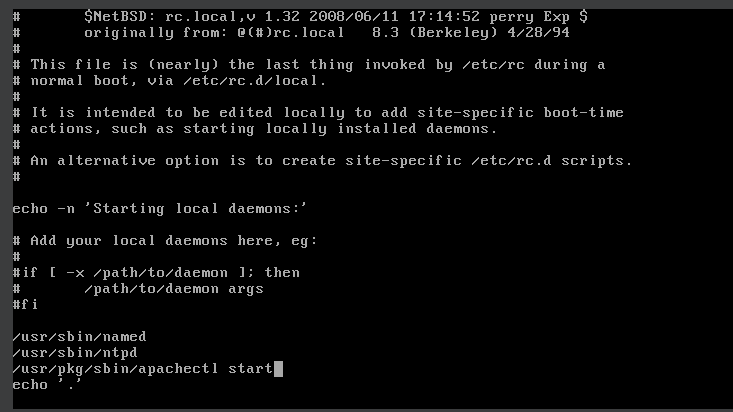 #       $NetBSD: rc.local,v 1.32 2008/06/11 17:14:52 perry Exp $
#       originally from: @(#)rc.local   8.3 (Berkeley) 4/28/94
#
# This file is (nearly) the last thing invoked by /etc/rc during a
# normal boot, via /etc/rc.d/local.
#
# It is intended to be edited locally to add site-specific boot-time
# actions, such as starting locally installed daemons.
#
# An alternative option is to create site-specific /etc/rc.d scripts.
#
echo -n 'Starting local daemons:'
# Add your local daemons here, eg:
#
#if [ -x /path/to/daemon ]; then
#       /path/to/daemon args
#fi
/usr/sbin/named
/usr/sbin/ntpd
/usr/pkg/sbin/apachectl start
echo '.'